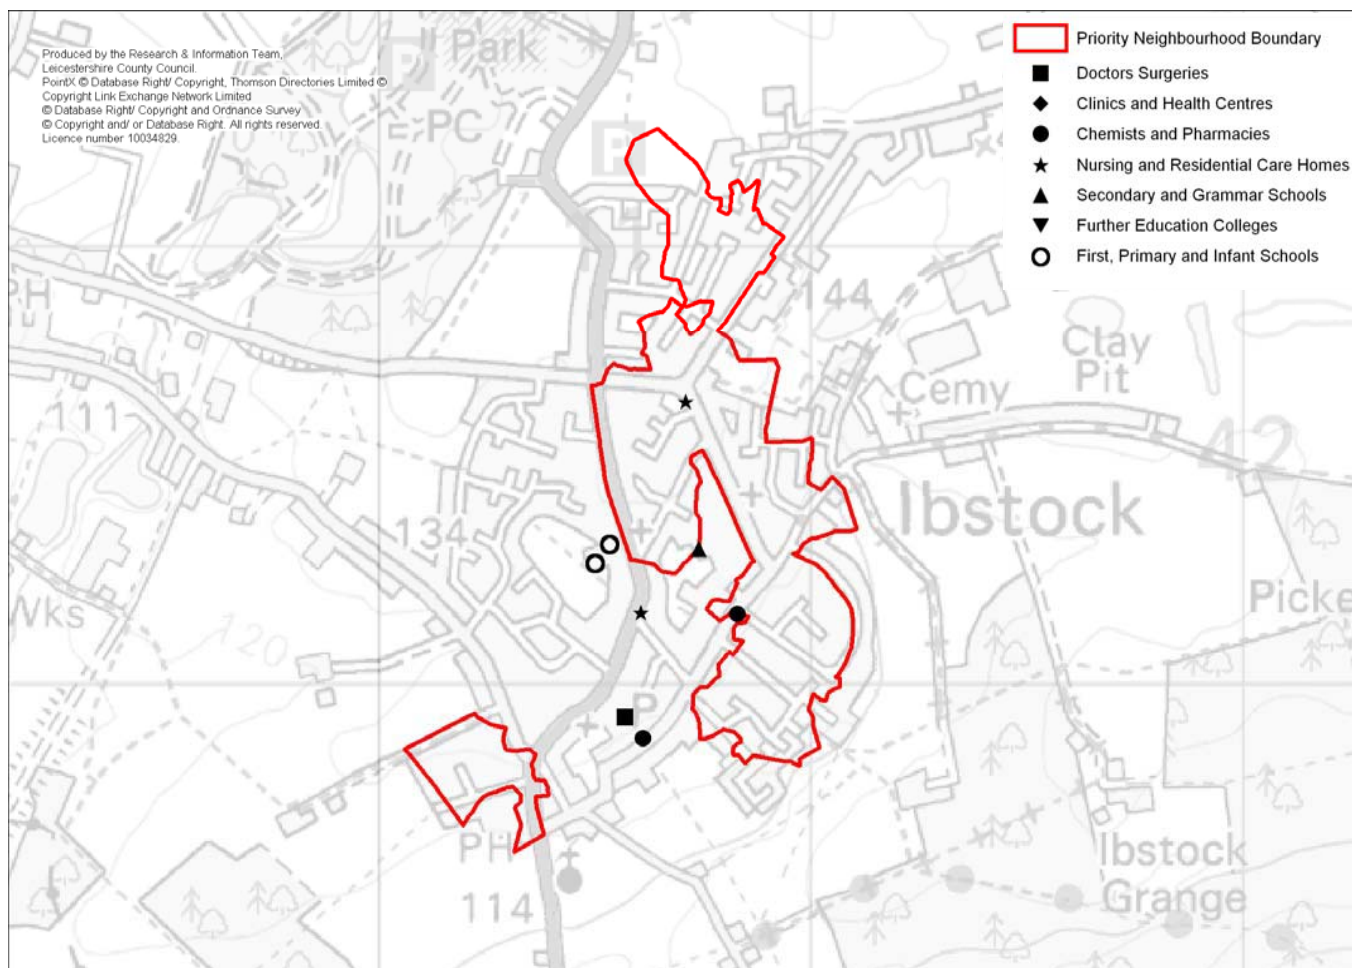 Produced by the Research & Information Team,
Leicestershire County Council.
PointX © Database Right/ Copyright, Thomson Directories Limited ©
Copyright Link Exchange Network Limited
© Database Right/ Copyright and Ordnance Survey
© Copyright and/ or Database Right. All rights reserved.
Licence number 10034829.
Priority Neighbourhood Boundary
Doctors Surgeries
Clinics and Health Centres
Chemists and Pharmacies
Nursing and Residential Care Homes
Secondary and Grammar Schools
Further Education Colleges
First, Primary and Infant Schools
Park
P
PC
P
PH
144
Clay
Pit
Cemy
111
42
Ibstock
134
Wks
120
Picke
P
PH
Ibstock
Grange
114